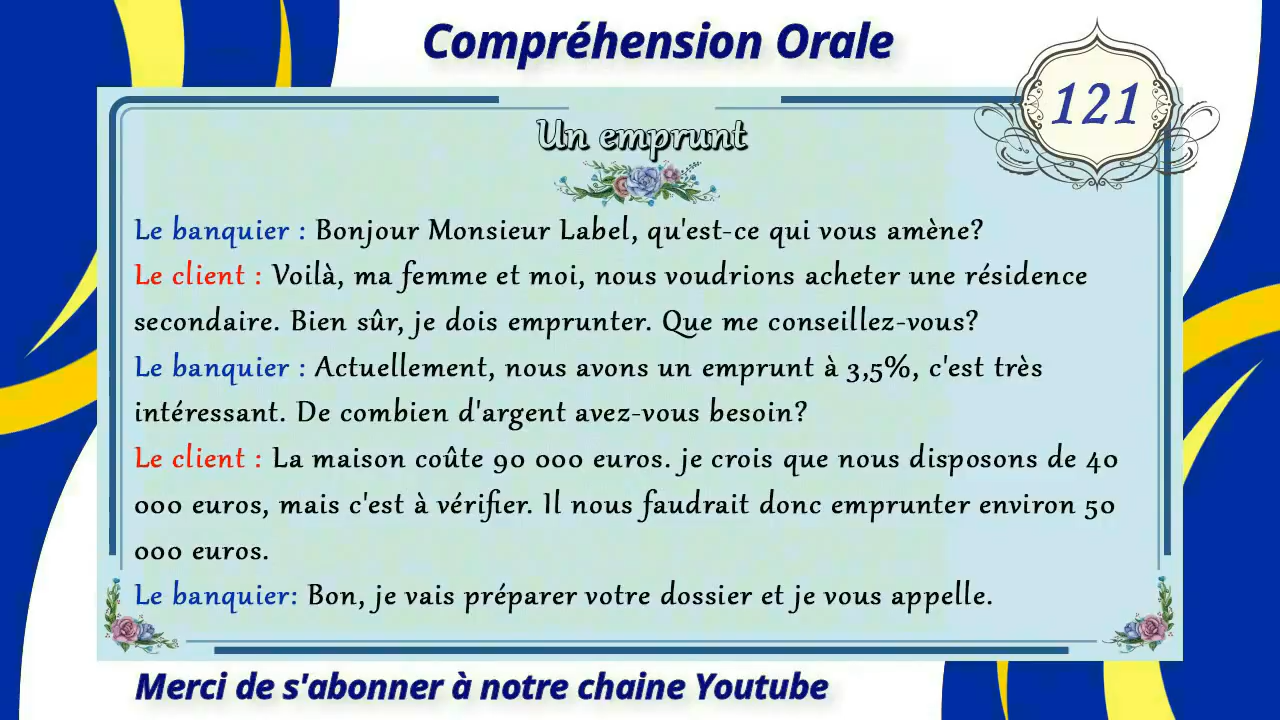 Compréhension Orale
121
Un emprunt
Le banquier : Bonjour Monsieur Label, qu'est-ce qui vous amène?
Le client : Voilà, ma femme et moi, nous voudrions acheter une résidence
secondaire. Bien sûr, je dois emprunter. Que me conseillez-vous?
Le banquier : Actuellement, nous avons un emprunt à 3,5%, c'est très
intéressant. De combien d'argent avez-vous besoin?
Le client : La maison coûte 90 000 euros. je crois que nous disposons de 40
000 euros, mais c'est à vérifier. Il nous faudrait donc emprunter environ 50
000 euros.
Le banquier: Bon, je vais préparer votre dossier et je vous appelle.
Merci de s'abonner à notre chaine Youtube